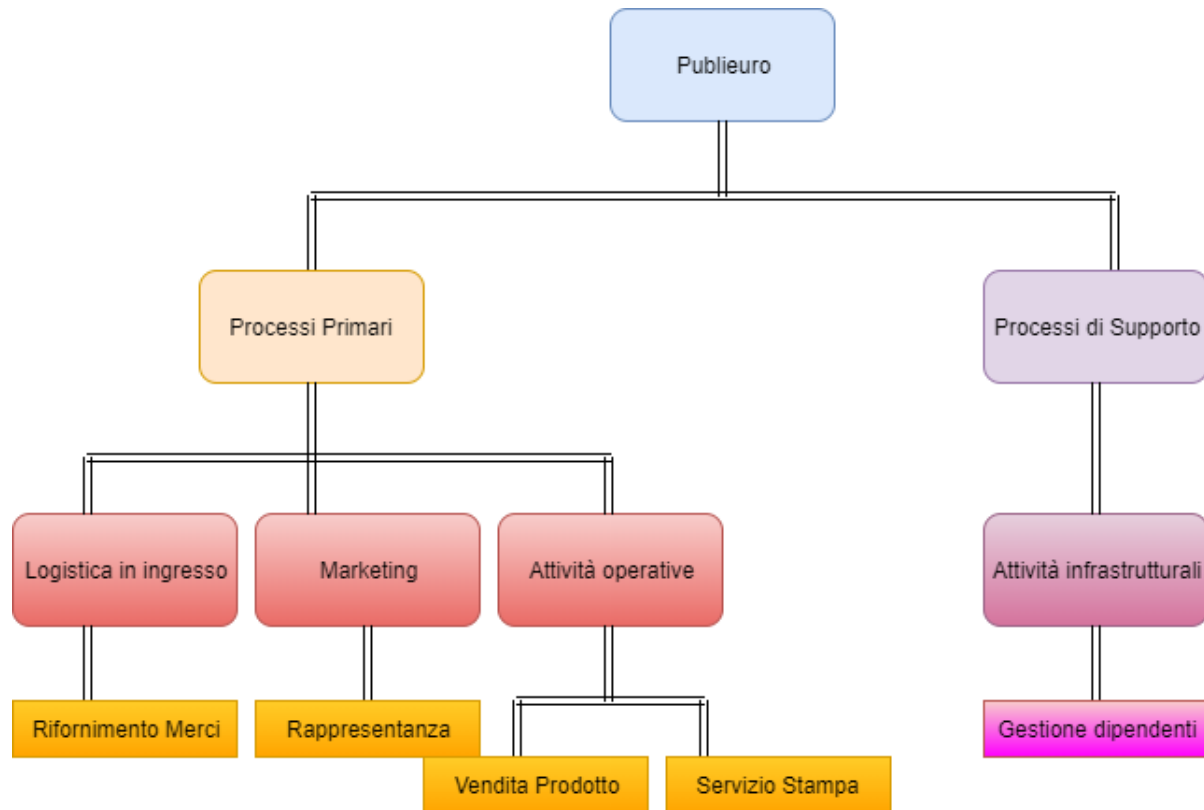 Publieuro
Processi Primari
Processi di Supporto
Logistica in ingresso
Marketing
Attività operative
Attività infrastrutturali
Rifornimento Merci
Rappresentanza
Gestione dipendenti
Vendita Prodotto
Servizio Stampa